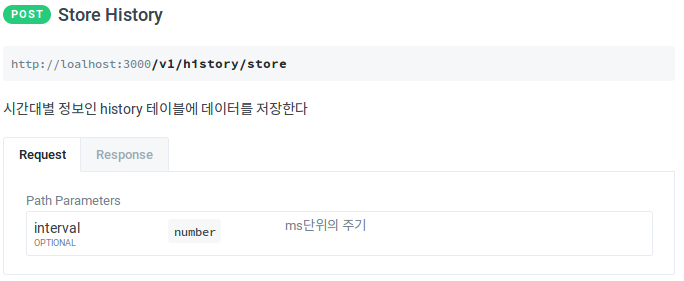 POST Store History
http://loalhost:3000/v1/history/store
시간대별 정보인 history 테이블에 데이터를 저장한다
Request Response
Path Parameters
interval number ms단위의 주기
OPTIONAL